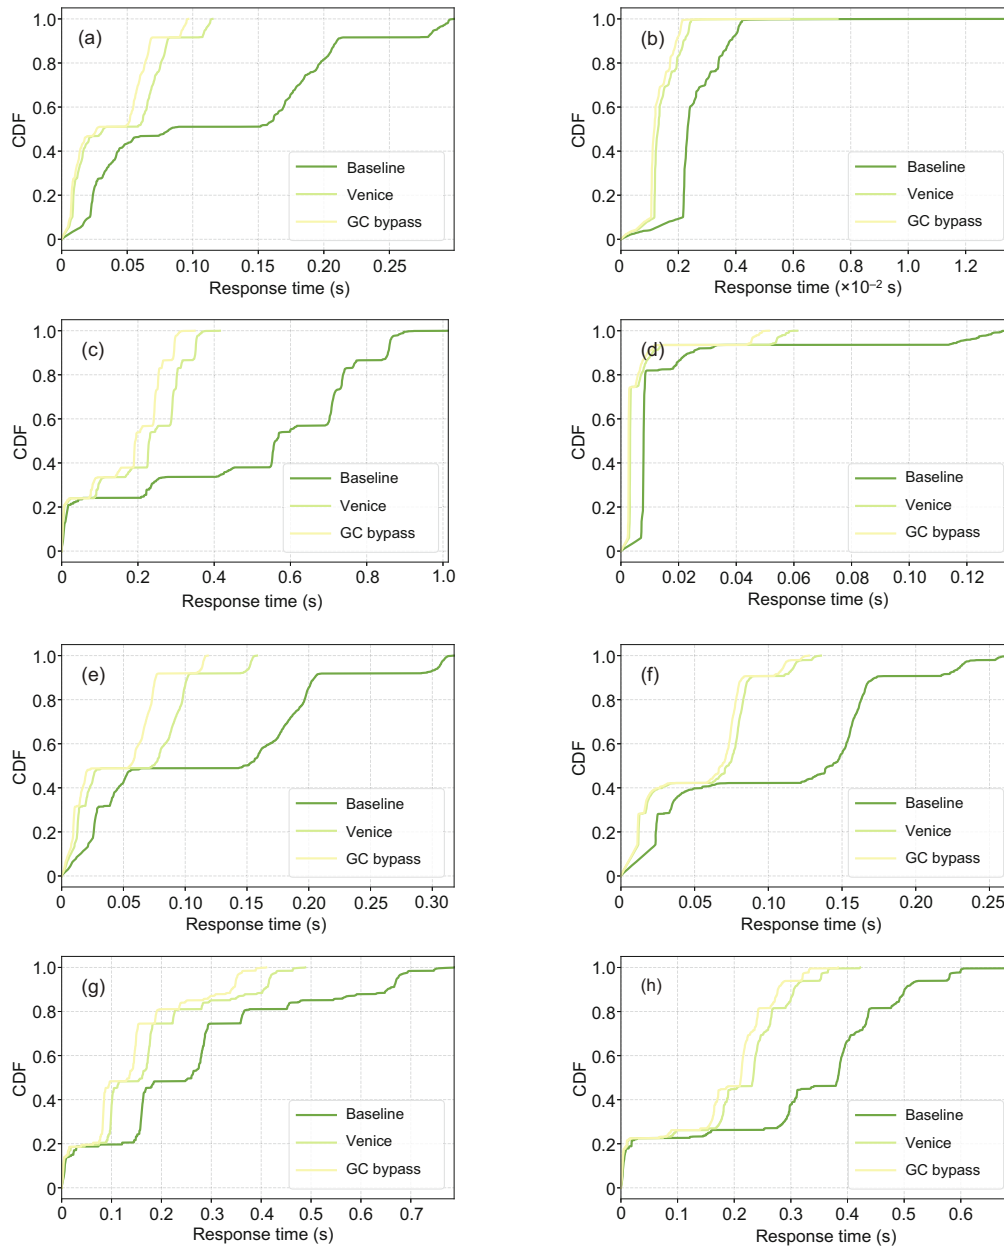 (a)
CDF
1.0
0.8
0.6
0.4
0.2
0
Baseline
Venice
GC bypass
0 0.05 0.10 0.15 0.20 0.25
Response time (s)
(b)
CDF
1.0
0.8
0.6
0.4
0.2
0
Baseline
Venice
GC bypass
0 0.2 0.4 0.6 0.8 1.0 1.2
Response time (×10⁻² s)
(c)
CDF
1.0
0.8
0.6
0.4
0.2
0
Baseline
Venice
GC bypass
0 0.2 0.4 0.6 0.8 1.0
Response time (s)
(d)
CDF
1.0
0.8
0.6
0.4
0.2
0
Baseline
Venice
GC bypass
0 0.02 0.04 0.06 0.08 0.10 0.12
Response time (s)
(e)
CDF
1.0
0.8
0.6
0.4
0.2
0
Baseline
Venice
GC bypass
0 0.05 0.10 0.15 0.20 0.25 0.30
Response time (s)
(f)
CDF
1.0
0.8
0.6
0.4
0.2
0
Baseline
Venice
GC bypass
0 0.05 0.10 0.15 0.20 0.25
Response time (s)
(g)
CDF
1.0
0.8
0.6
0.4
0.2
0
Baseline
Venice
GC bypass
0 0.1 0.2 0.3 0.4 0.5 0.6 0.7
Response time (s)
(h)
CDF
1.0
0.8
0.6
0.4
0.2
0
Baseline
Venice
GC bypass
0 0.1 0.2 0.3 0.4 0.5 0.6
Response time (s)